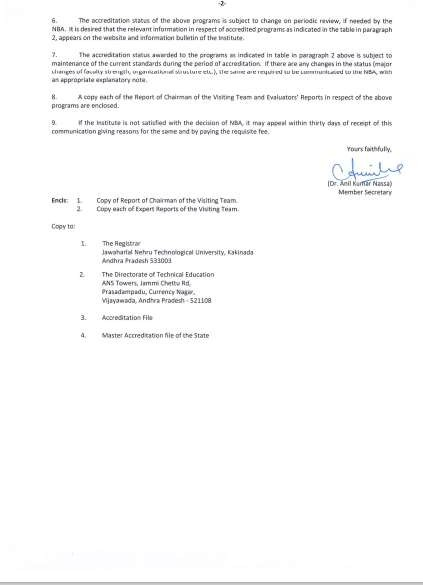 -2-
6. The accreditation status of the above programs is subject to change on periodic review, if needed by the
NBA. It is desired that the relevant information in respect of accredited programs as indicated in the table in paragraph
2, appears on the website and information bulletin of the Institute.
7. The accreditation status awarded to the programs as indicated in table in paragraph 2 above is subject to
maintenance of the current standards during the period of accreditation. If there are any changes in the status (major
changes of faculty strength, organizational structure etc.), the same are required to be communicated to the NBA, with
an appropriate explanatory note.
8. A copy each of the Report of Chairman of the Visiting Team and Evaluators' Reports in respect of the above
programs are enclosed.
9. If the Institute is not satisfied with the decision of NBA, it may appeal within thirty days of receipt of this
communication giving reasons for the same and by paying the requisite fee.
Yours faithfully,
(Dr. Anil Kumar Nassa)
Member Secretary
Encls: 1. Copy of Report of Chairman of the Visiting Team.
2. Copy each of Expert Reports of the Visiting Team.
Copy to:
1. The Registrar
Jawaharlal Nehru Technological University, Kakinada
Andhra Pradesh 533003
2. The Directorate of Technical Education
ANS Towers, Jammi Chettu Rd,
Prasadampadu, Currency Nagar,
Vijayawada, Andhra Pradesh - 521108
3. Accreditation File
4. Master Accreditation file of the State